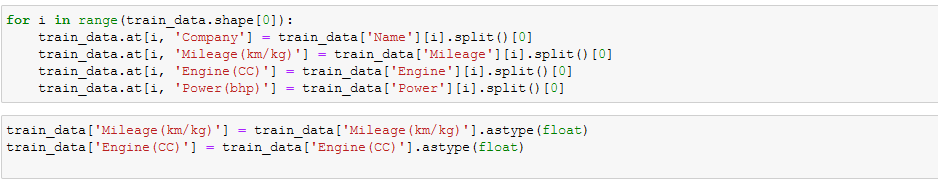 for i in range(train_data.shape[0]):
    train_data.at[i, 'Company'] = train_data['Name'][i].split()[0]
    train_data.at[i, 'Mileage(km/kg)'] = train_data['Mileage'][i].split()[0]
    train_data.at[i, 'Engine(CC)'] = train_data['Engine'][i].split()[0]
    train_data.at[i, 'Power(bhp)'] = train_data['Power'][i].split()[0]
train_data['Mileage(km/kg)'] = train_data['Mileage(km/kg)'].astype(float)
train_data['Engine(CC)'] = train_data['Engine(CC)'].astype(float)